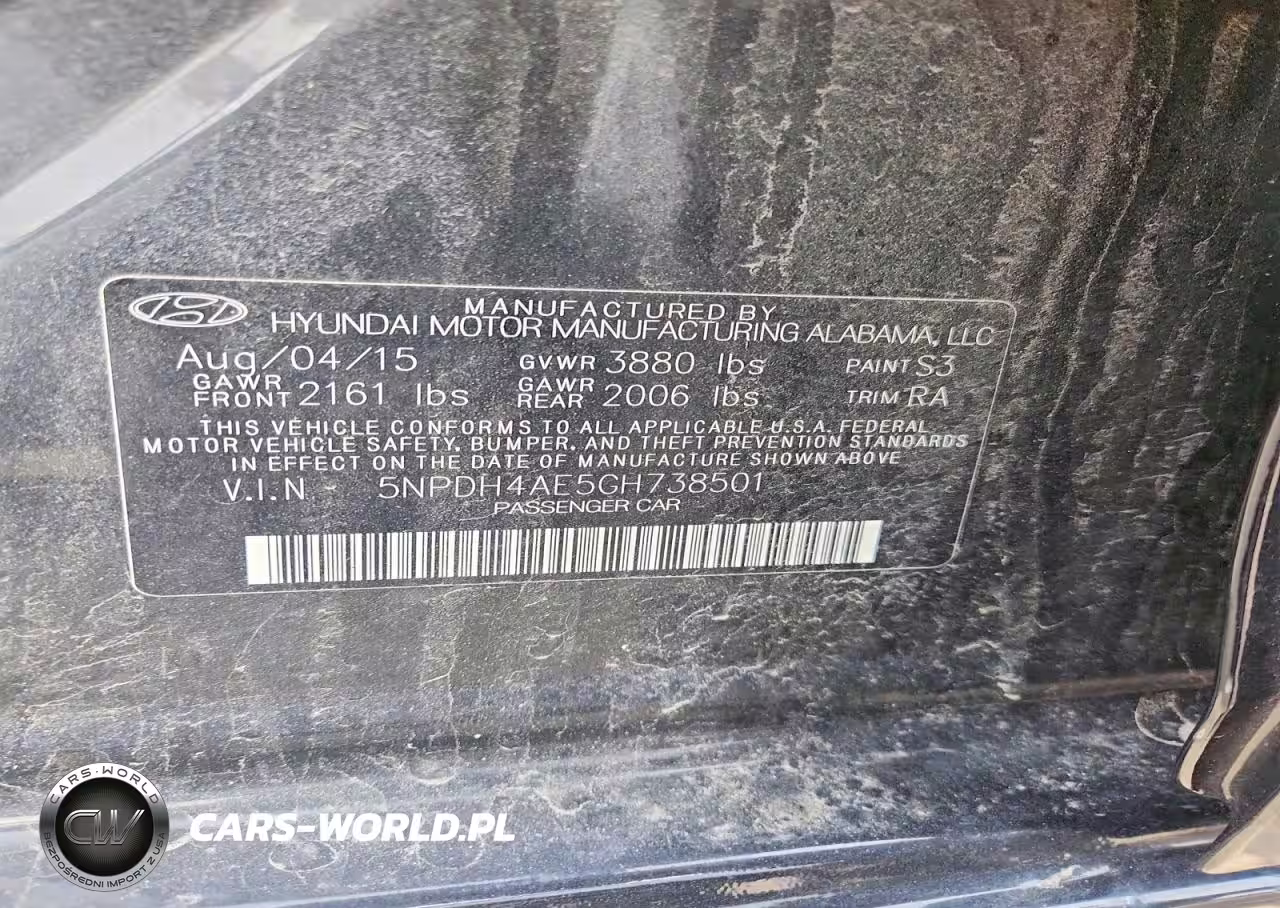 MANUFACTURED BY
HYUNDAI MOTOR MANUFACTURING ALABAMA, LLC
Aug/04/15 GVWR 3880 lbs PAINT S3
GAWR FRONT 2161 lbs GAWR REAR 2006 lbs TRIM RA
THIS VEHICLE CONFORMS TO ALL APPLICABLE U.S.A. FEDERAL
MOTOR VEHICLE SAFETY, BUMPER, AND THEFT PREVENTION STANDARDS
IN EFFECT ON THE DATE OF MANUFACTURE SHOWN ABOVE
V.I.N 5NPDH4AE5GH738501
PASSENGER CAR
CARS-WORLD
CW
BEZPOŚREDNI IMPORT Z USA
CARS-WORLD.PL